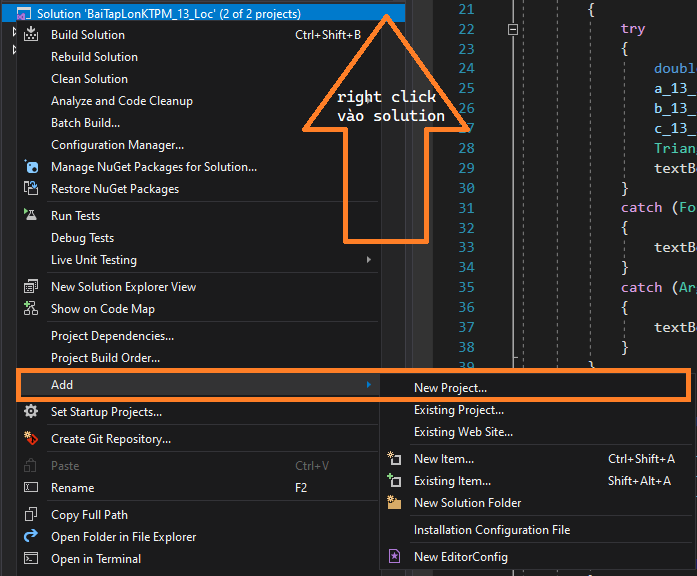 Solution 'BaiTapLonKTPM_13_Loc' (2 of 2 projects)
Build Solution Ctrl+Shift+B
Rebuild Solution
Clean Solution
Analyze and Code Cleanup
Batch Build...
Configuration Manager...
Manage NuGet Packages for Solution...
Restore NuGet Packages
Run Tests
Debug Tests
Live Unit Testing
New Solution Explorer View
Show on Code Map
Project Dependencies...
Project Build Order...
Add
Set Startup Projects...
Create Git Repository...
Paste Ctrl+V
Rename F2
Copy Full Path
Open Folder in File Explorer
Open in Terminal
right click
vào solution
New Project...
Existing Project...
Existing Web Site...
New Item... Ctrl+Shift+A
Existing Item... Shift+Alt+A
New Solution Folder
Installation Configuration File
New EditorConfig
21 {
22 try
23 {
24 doubl
25 a_13_
26 b_13_
27 c_13_
28 Trian
29 textB
30 }
31 catch (Fo
32 {
33 textB
34 }
35 catch (Ar
36 {
37 textB
38 }
39 }
}